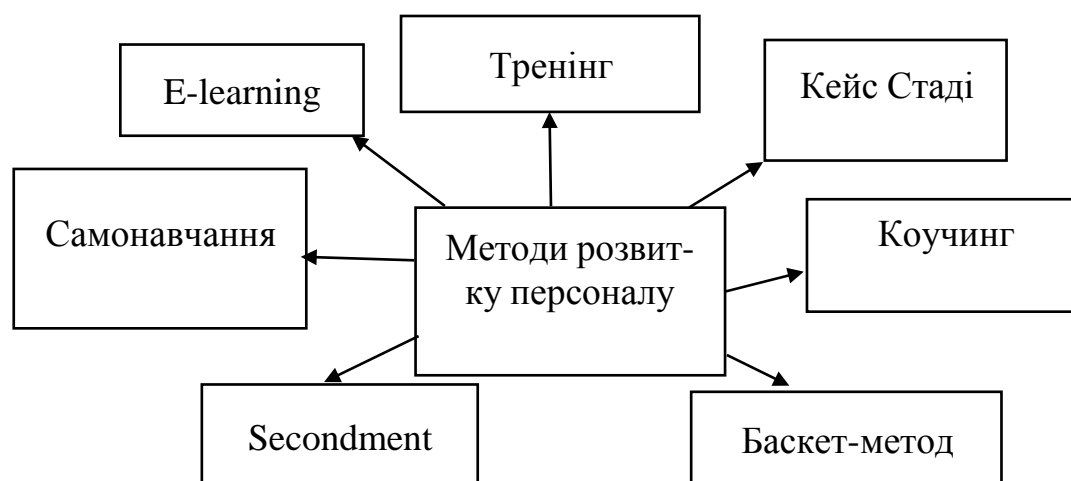 Тренінг
E-learning
Кейс Стаді
Самонавчання
Методи розвит-
ку персоналу
Коучинг
Secondment
Баскет-метод